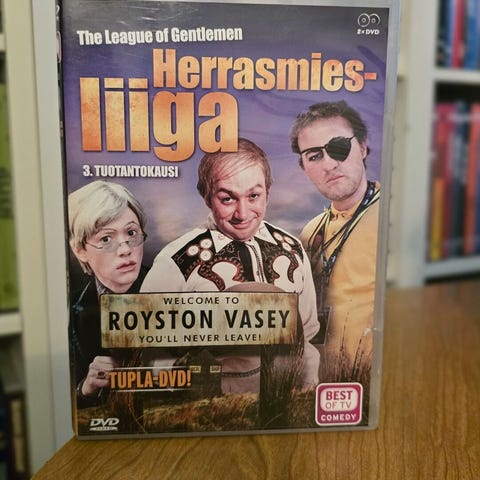 2 x DVD
The League of Gentlemen
Herrasmies-
liiga
3. TUOTANTOKAUSI
WELCOME TO
ROYSTON VASEY
YOU'LL NEVER LEAVE!
TUPLA-DVD!
BEST
OF TV
COMEDY
DVD
VIDEO